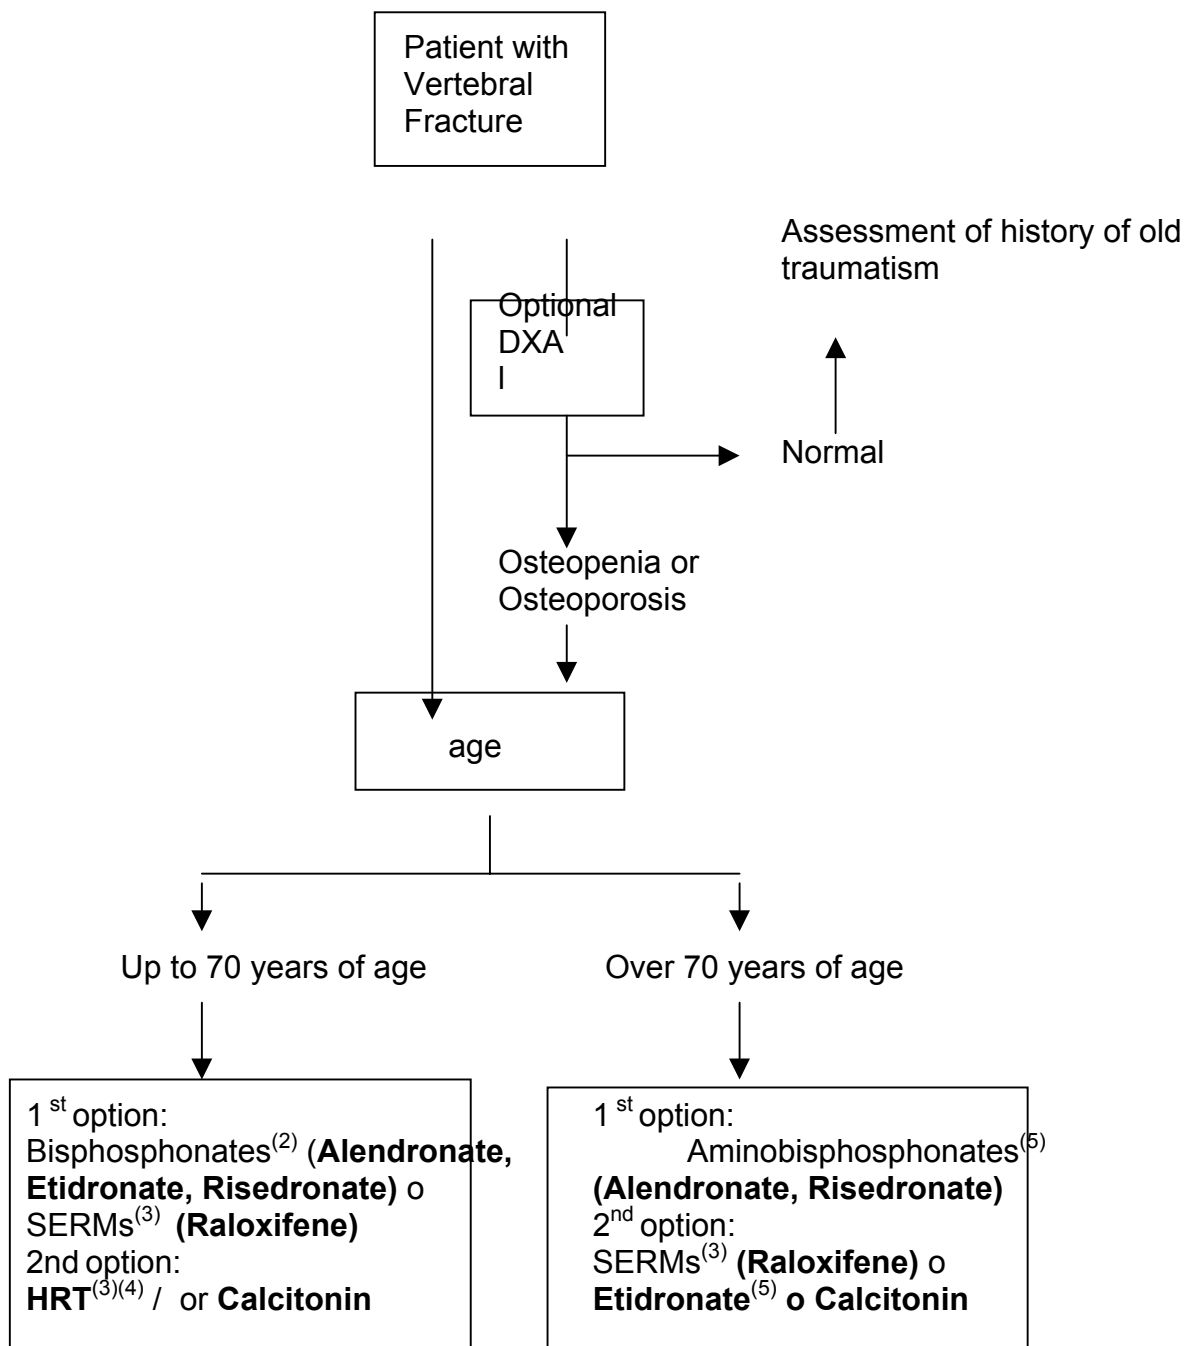 Patient with
Vertebral
Fracture
Assessment of history of old
traumatism
Optional
DXA
l
Normal
Osteopenia or
Osteoporosis
age
Up to 70 years of age
Over 70 years of age
1 st option:
Bisphosphonates(2) (Alendronate,
Etidronate, Risedronate) o
SERMs(3) (Raloxifene)
2nd option:
HRT(3)(4) / or Calcitonin
1 st option:
Aminobisphosphonates(5)
(Alendronate, Risedronate)
2nd option:
SERMs(3) (Raloxifene) o
Etidronate(5) o Calcitonin